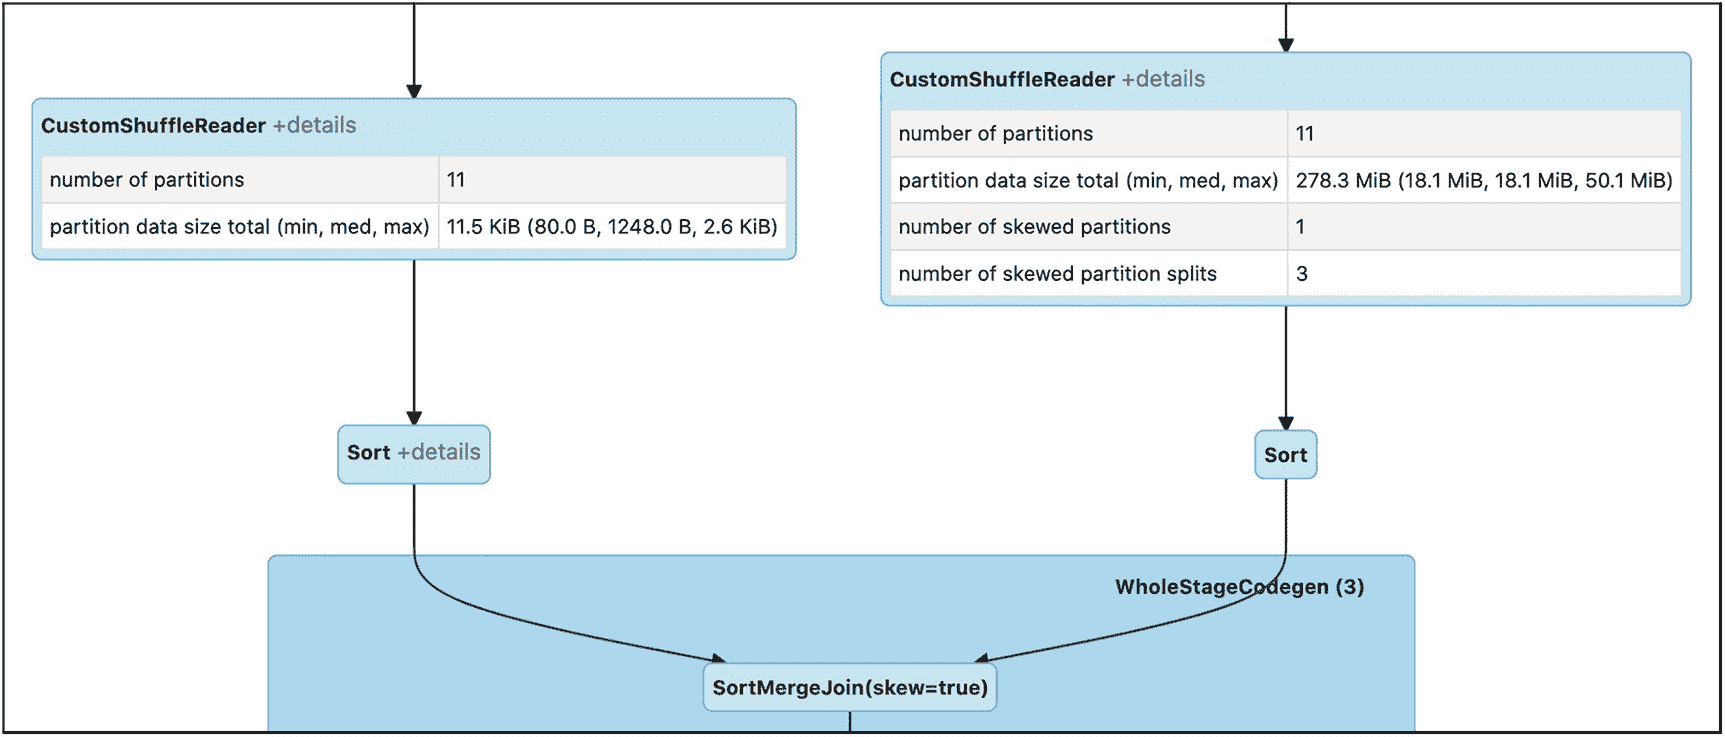 CustomShuffleReader +details
number of partitions 11
partition data size total (min, med, max) 11.5 KiB (80.0 B, 1248.0 B, 2.6 KiB)
CustomShuffleReader +details
number of partitions 11
partition data size total (min, med, max) 278.3 MiB (18.1 MiB, 18.1 MiB, 50.1 MiB)
number of skewed partitions 1
number of skewed partition splits 3
Sort +details
Sort
WholeStageCodegen (3)
SortMergeJoin(skew=true)